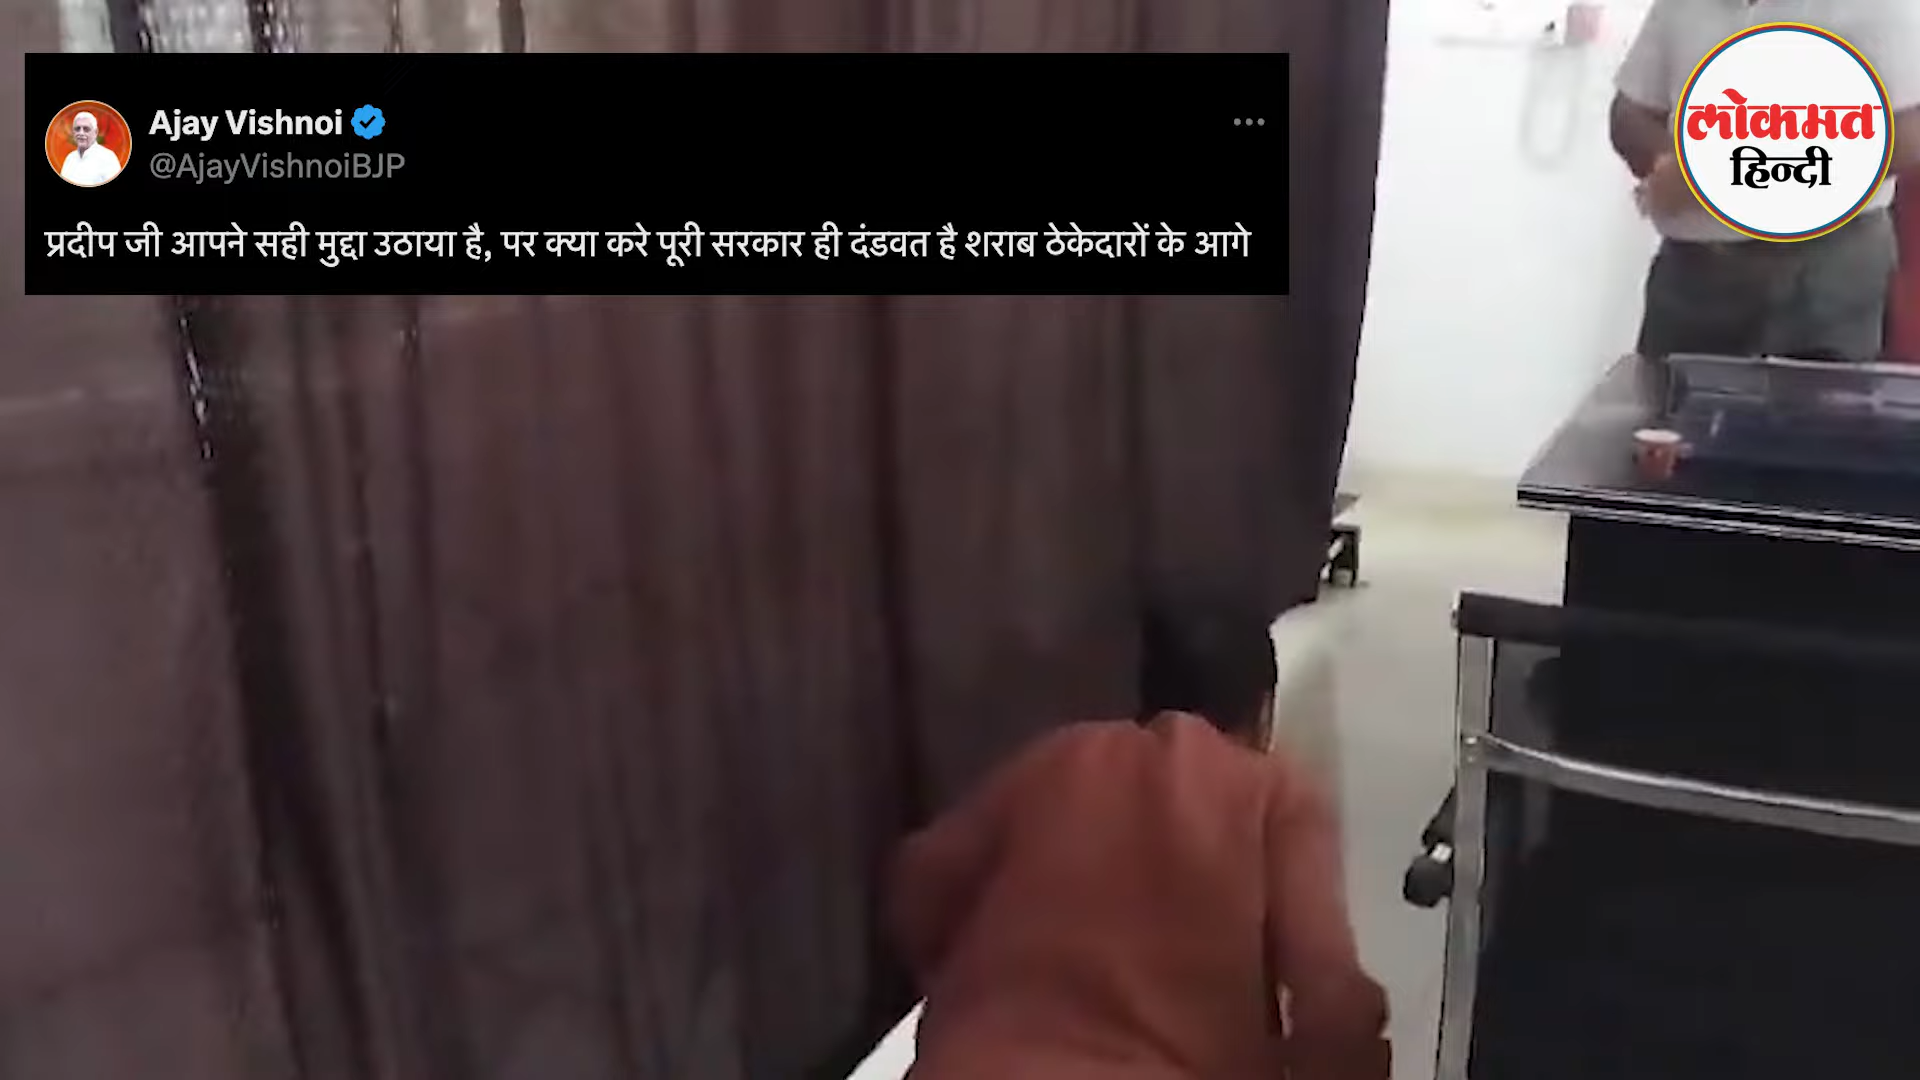 Ajay Vishnoi
@AjayVishnoiBJP
प्रदीप जी आपने सही मुद्दा उठाया है, पर क्या करे पूरी सरकार ही दंडवत है शराब ठेकेदारों के आगे
लोकमत
हिन्दी